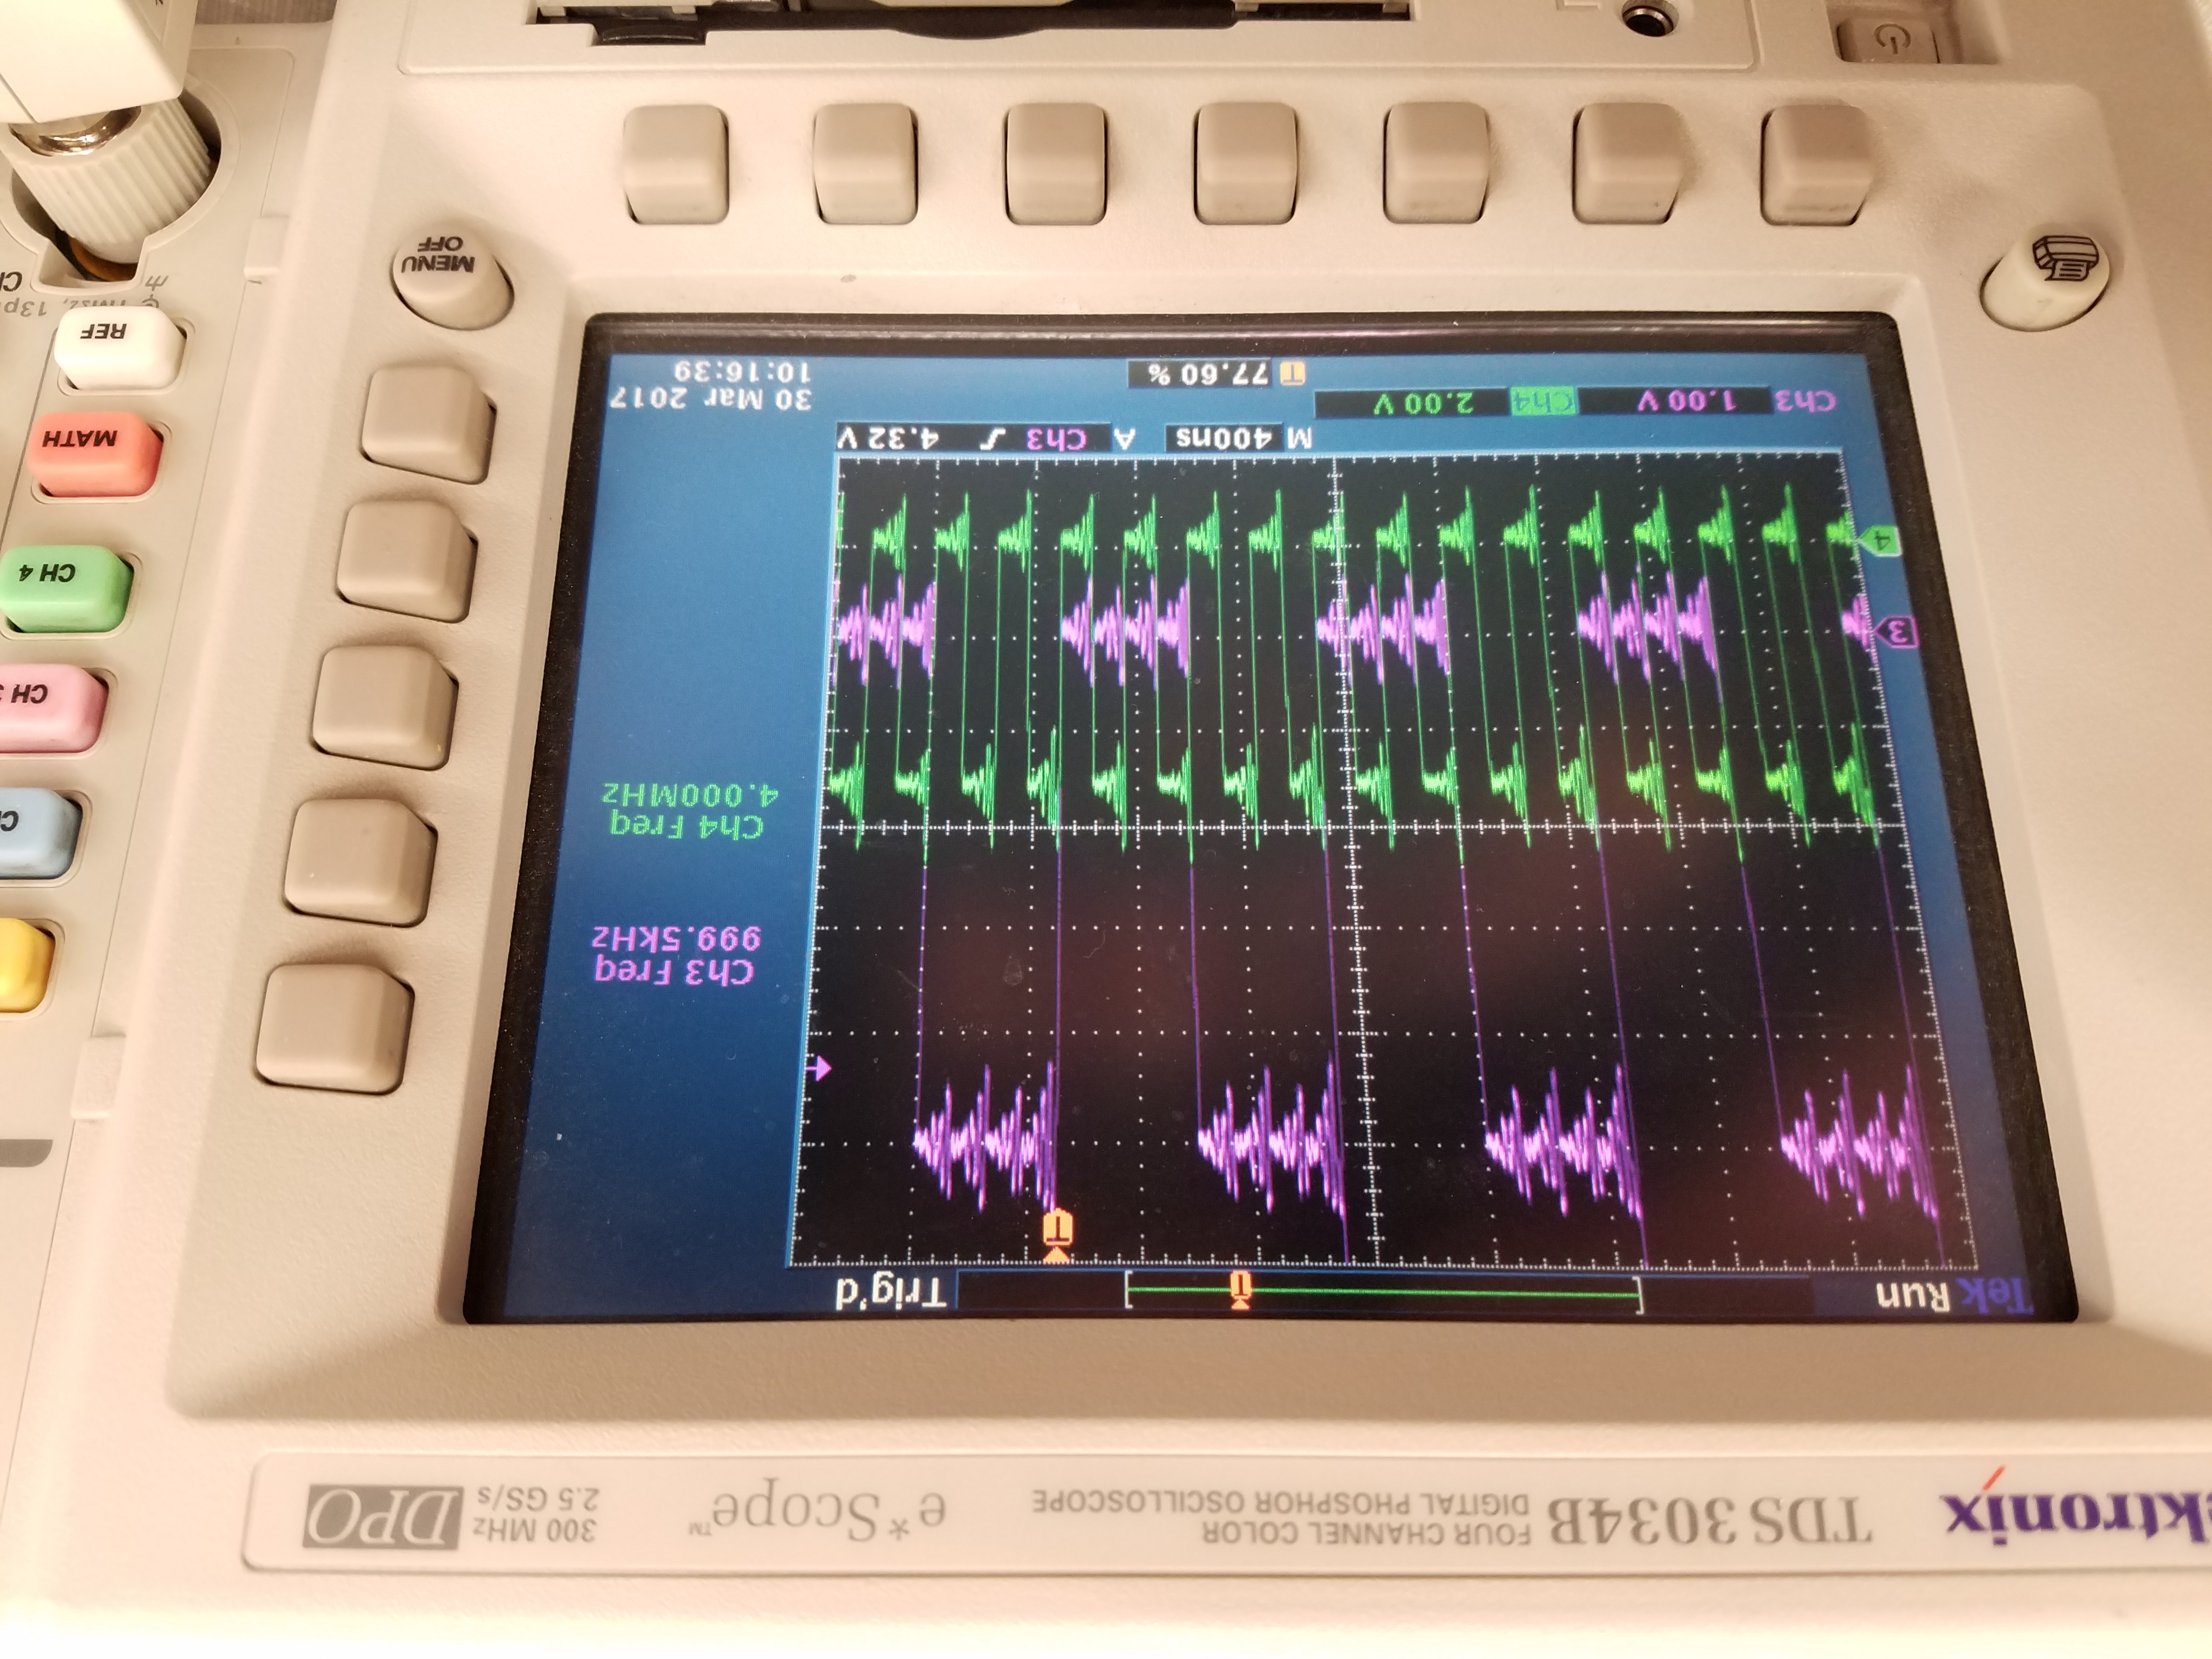 ektronix TDS 3034B FOUR CHANNEL COLOR
DIGITAL PHOSPHOR OSCILLOSCOPE
e*Scope™
300 MHz
2.5 GS/s
DPO
Tek Run
Trig'd
T
T
Ch3 Freq
999.5kHz
Ch4 Freq
4.000MHz
3
4
M 400ns A Ch3 4.32 V
Ch3 1.00 V Ch4 2.00 V
T 77.60 %
30 Mar 2017
10:16:39
CH 3
CH 4
MATH
REF
MENU
OFF